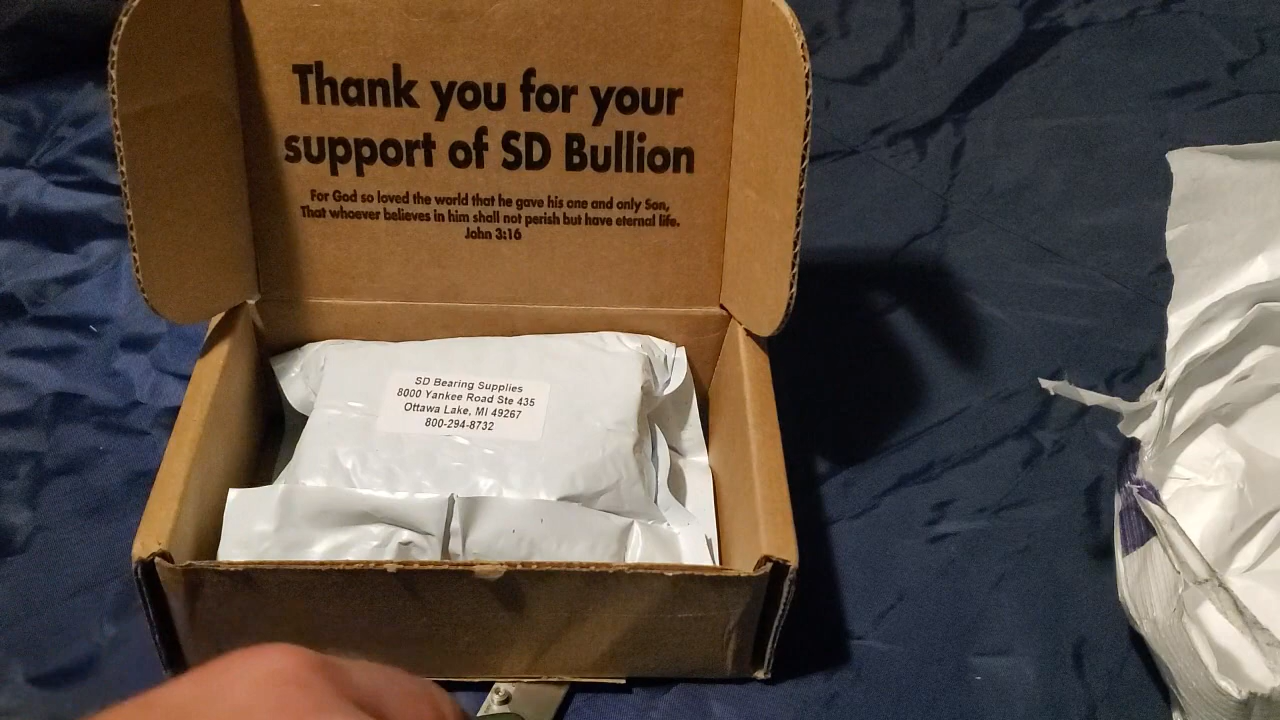 Thank you for your
support of SD Bullion
For God so loved the world that he gave his one and only Son,
That whoever believes in him shall not perish but have eternal life.
John 3:16
SD Bearing Supplies
8000 Yankee Road Ste 435
Ottawa Lake, MI 49267
800-294-8732